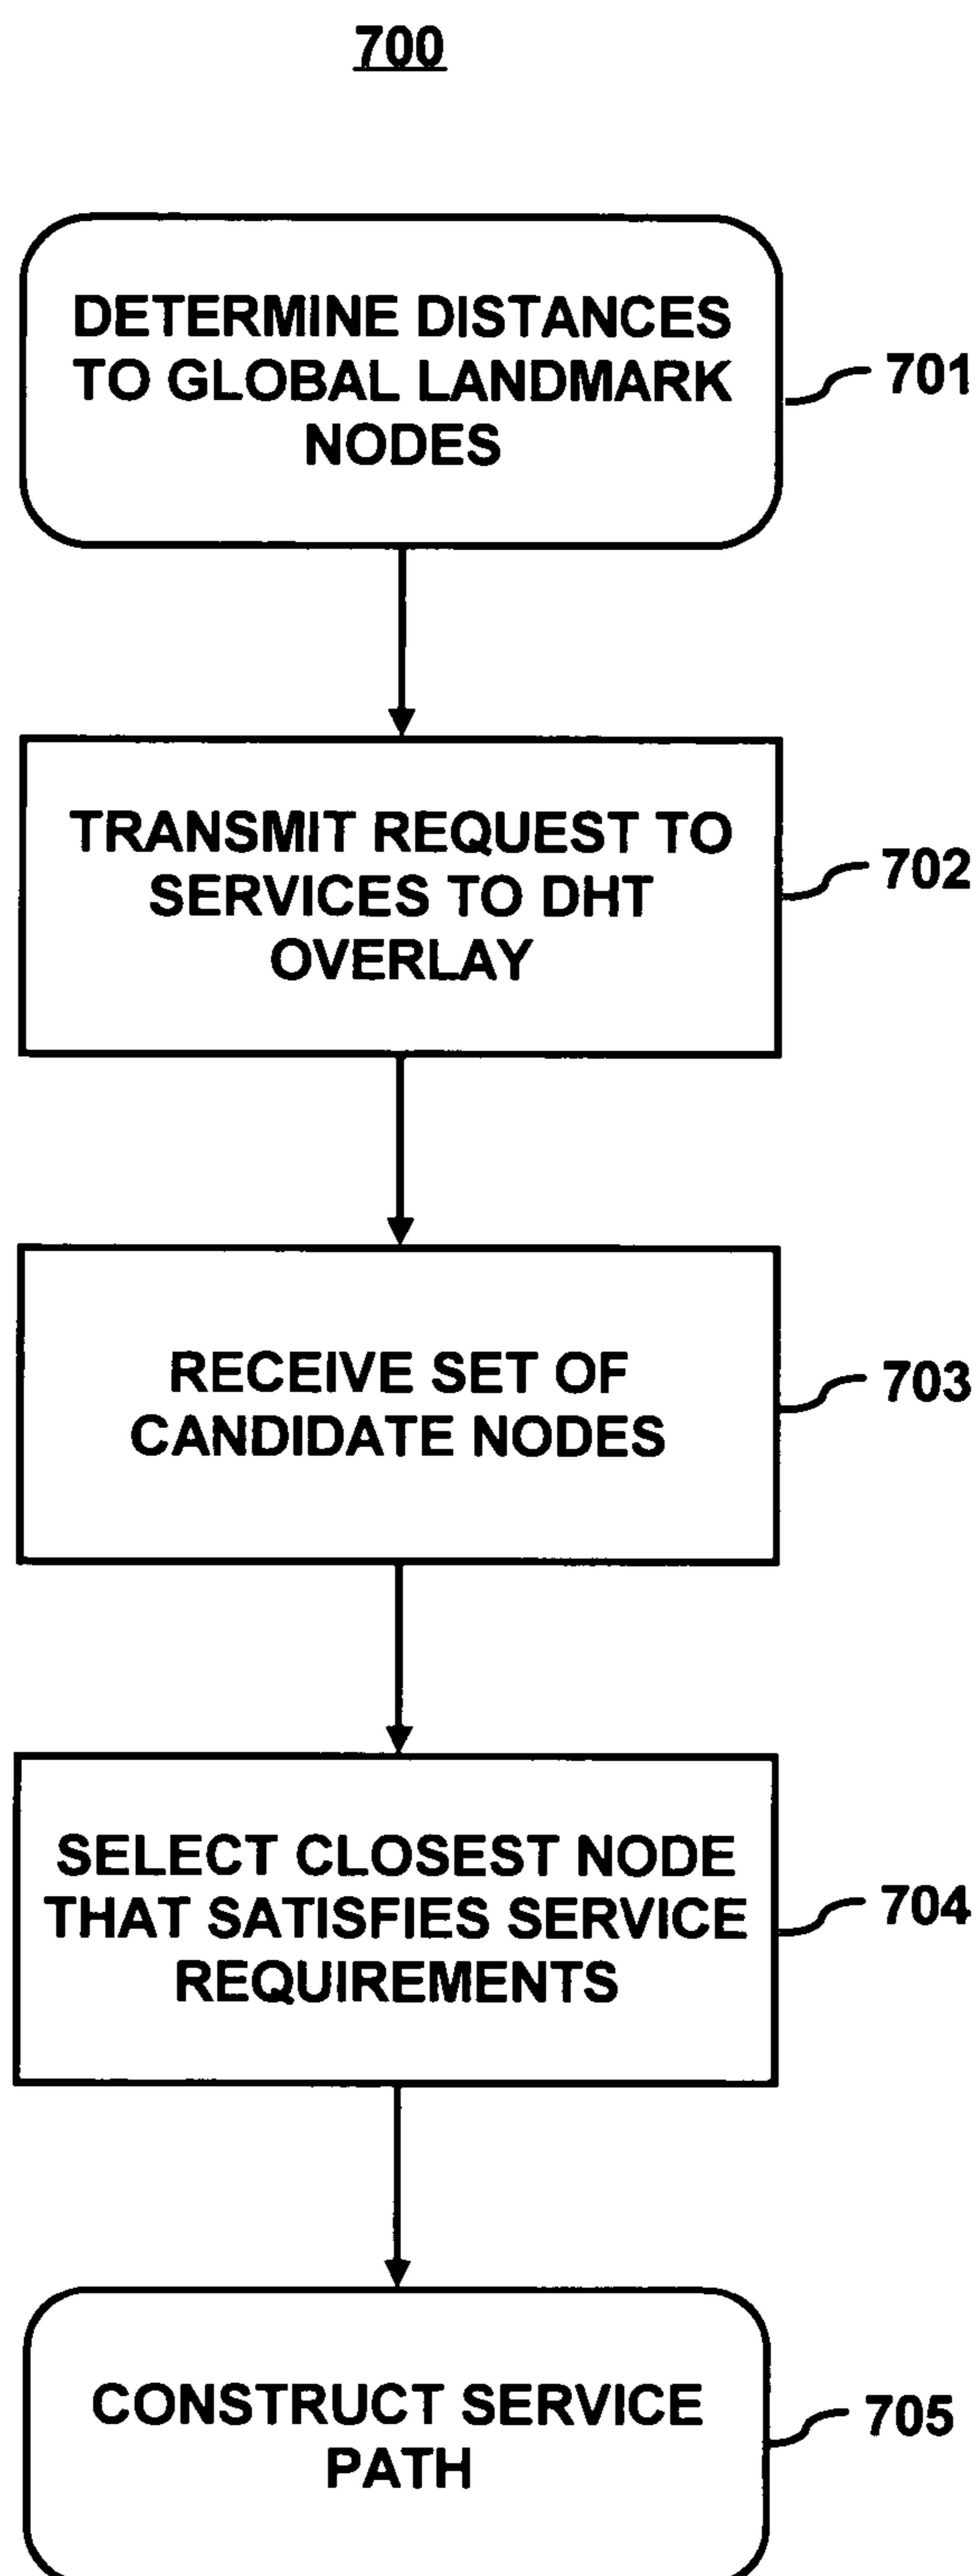 700
DETERMINE DISTANCES
TO GLOBAL LANDMARK
NODES
701
TRANSMIT REQUEST TO
SERVICES TO DHT
OVERLAY
702
RECEIVE SET OF
CANDIDATE NODES
703
SELECT CLOSEST NODE
THAT SATISFIES SERVICE
REQUIREMENTS
704
CONSTRUCT SERVICE
PATH
705